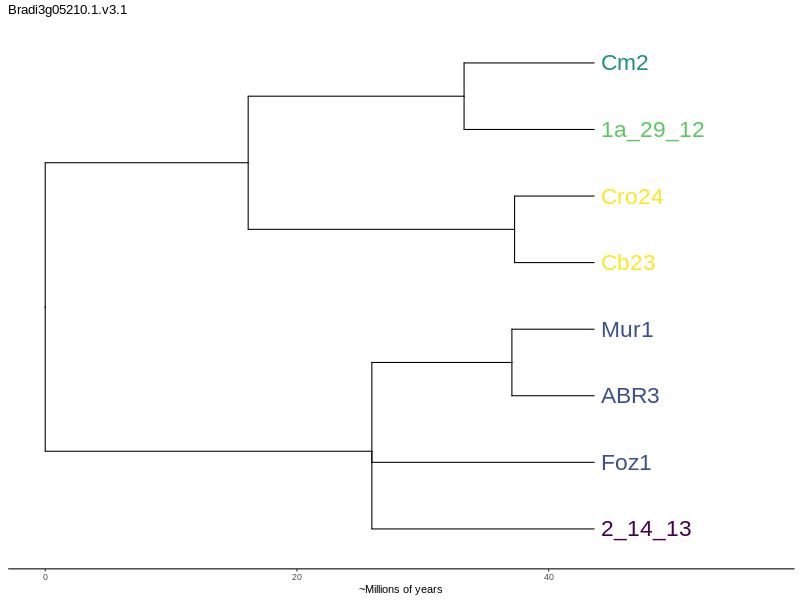 Bradi3g05210.1.v3.1
Cm2
1a_29_12
Cro24
Cb23
Mur1
ABR3
Foz1
2_14_13
0 20 40
~Millions of years